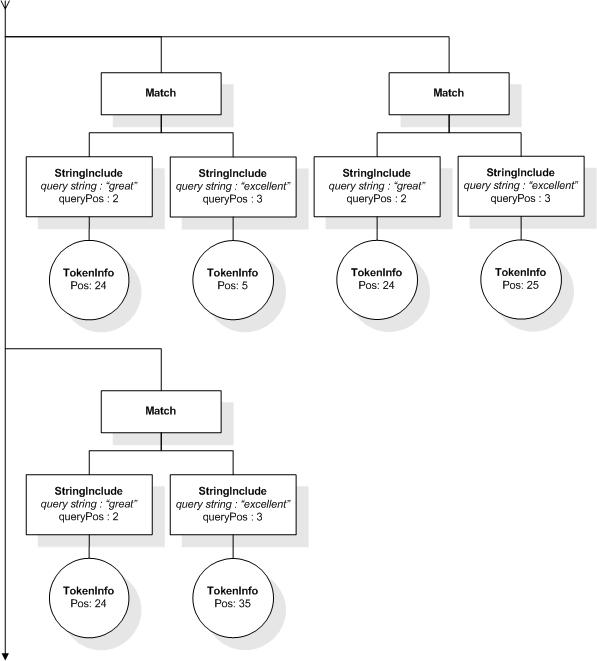 Match
Match
StringInclude
query string : “great”
queryPos : 2
StringInclude
query string : “excellent”
queryPos : 3
StringInclude
query string : “great”
queryPos : 2
StringInclude
query string : “excellent”
queryPos : 3
TokenInfo
Pos: 24
TokenInfo
Pos: 5
TokenInfo
Pos: 24
TokenInfo
Pos: 25
Match
StringInclude
query string : “great”
queryPos : 2
StringInclude
query string : “excellent”
queryPos : 3
TokenInfo
Pos: 24
TokenInfo
Pos: 35